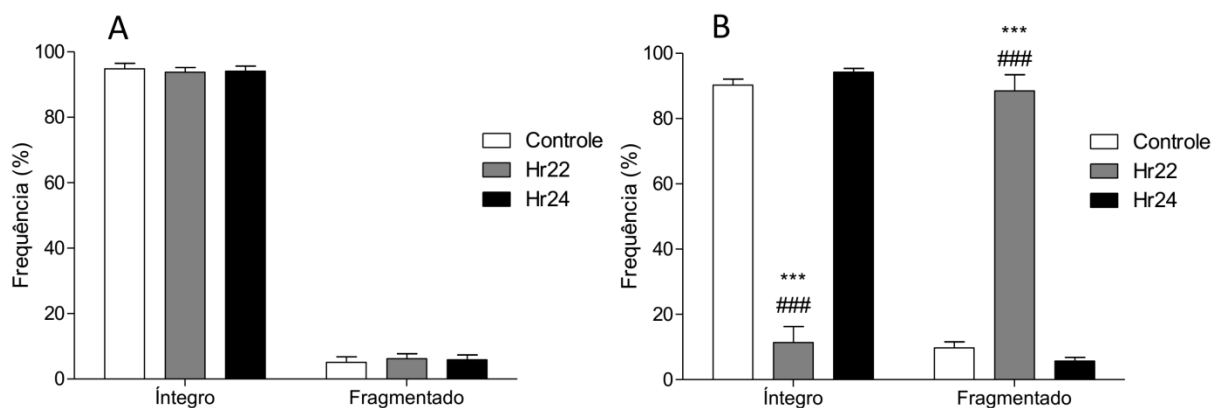 A
100
80
60
40
20
0
Frequência (%)
Íntegro
Fragmentado
Controle
Hr22
Hr24
B
100
80
60
40
20
0
Frequência (%)
***
###
***
###
Íntegro
Fragmentado
Controle
Hr22
Hr24